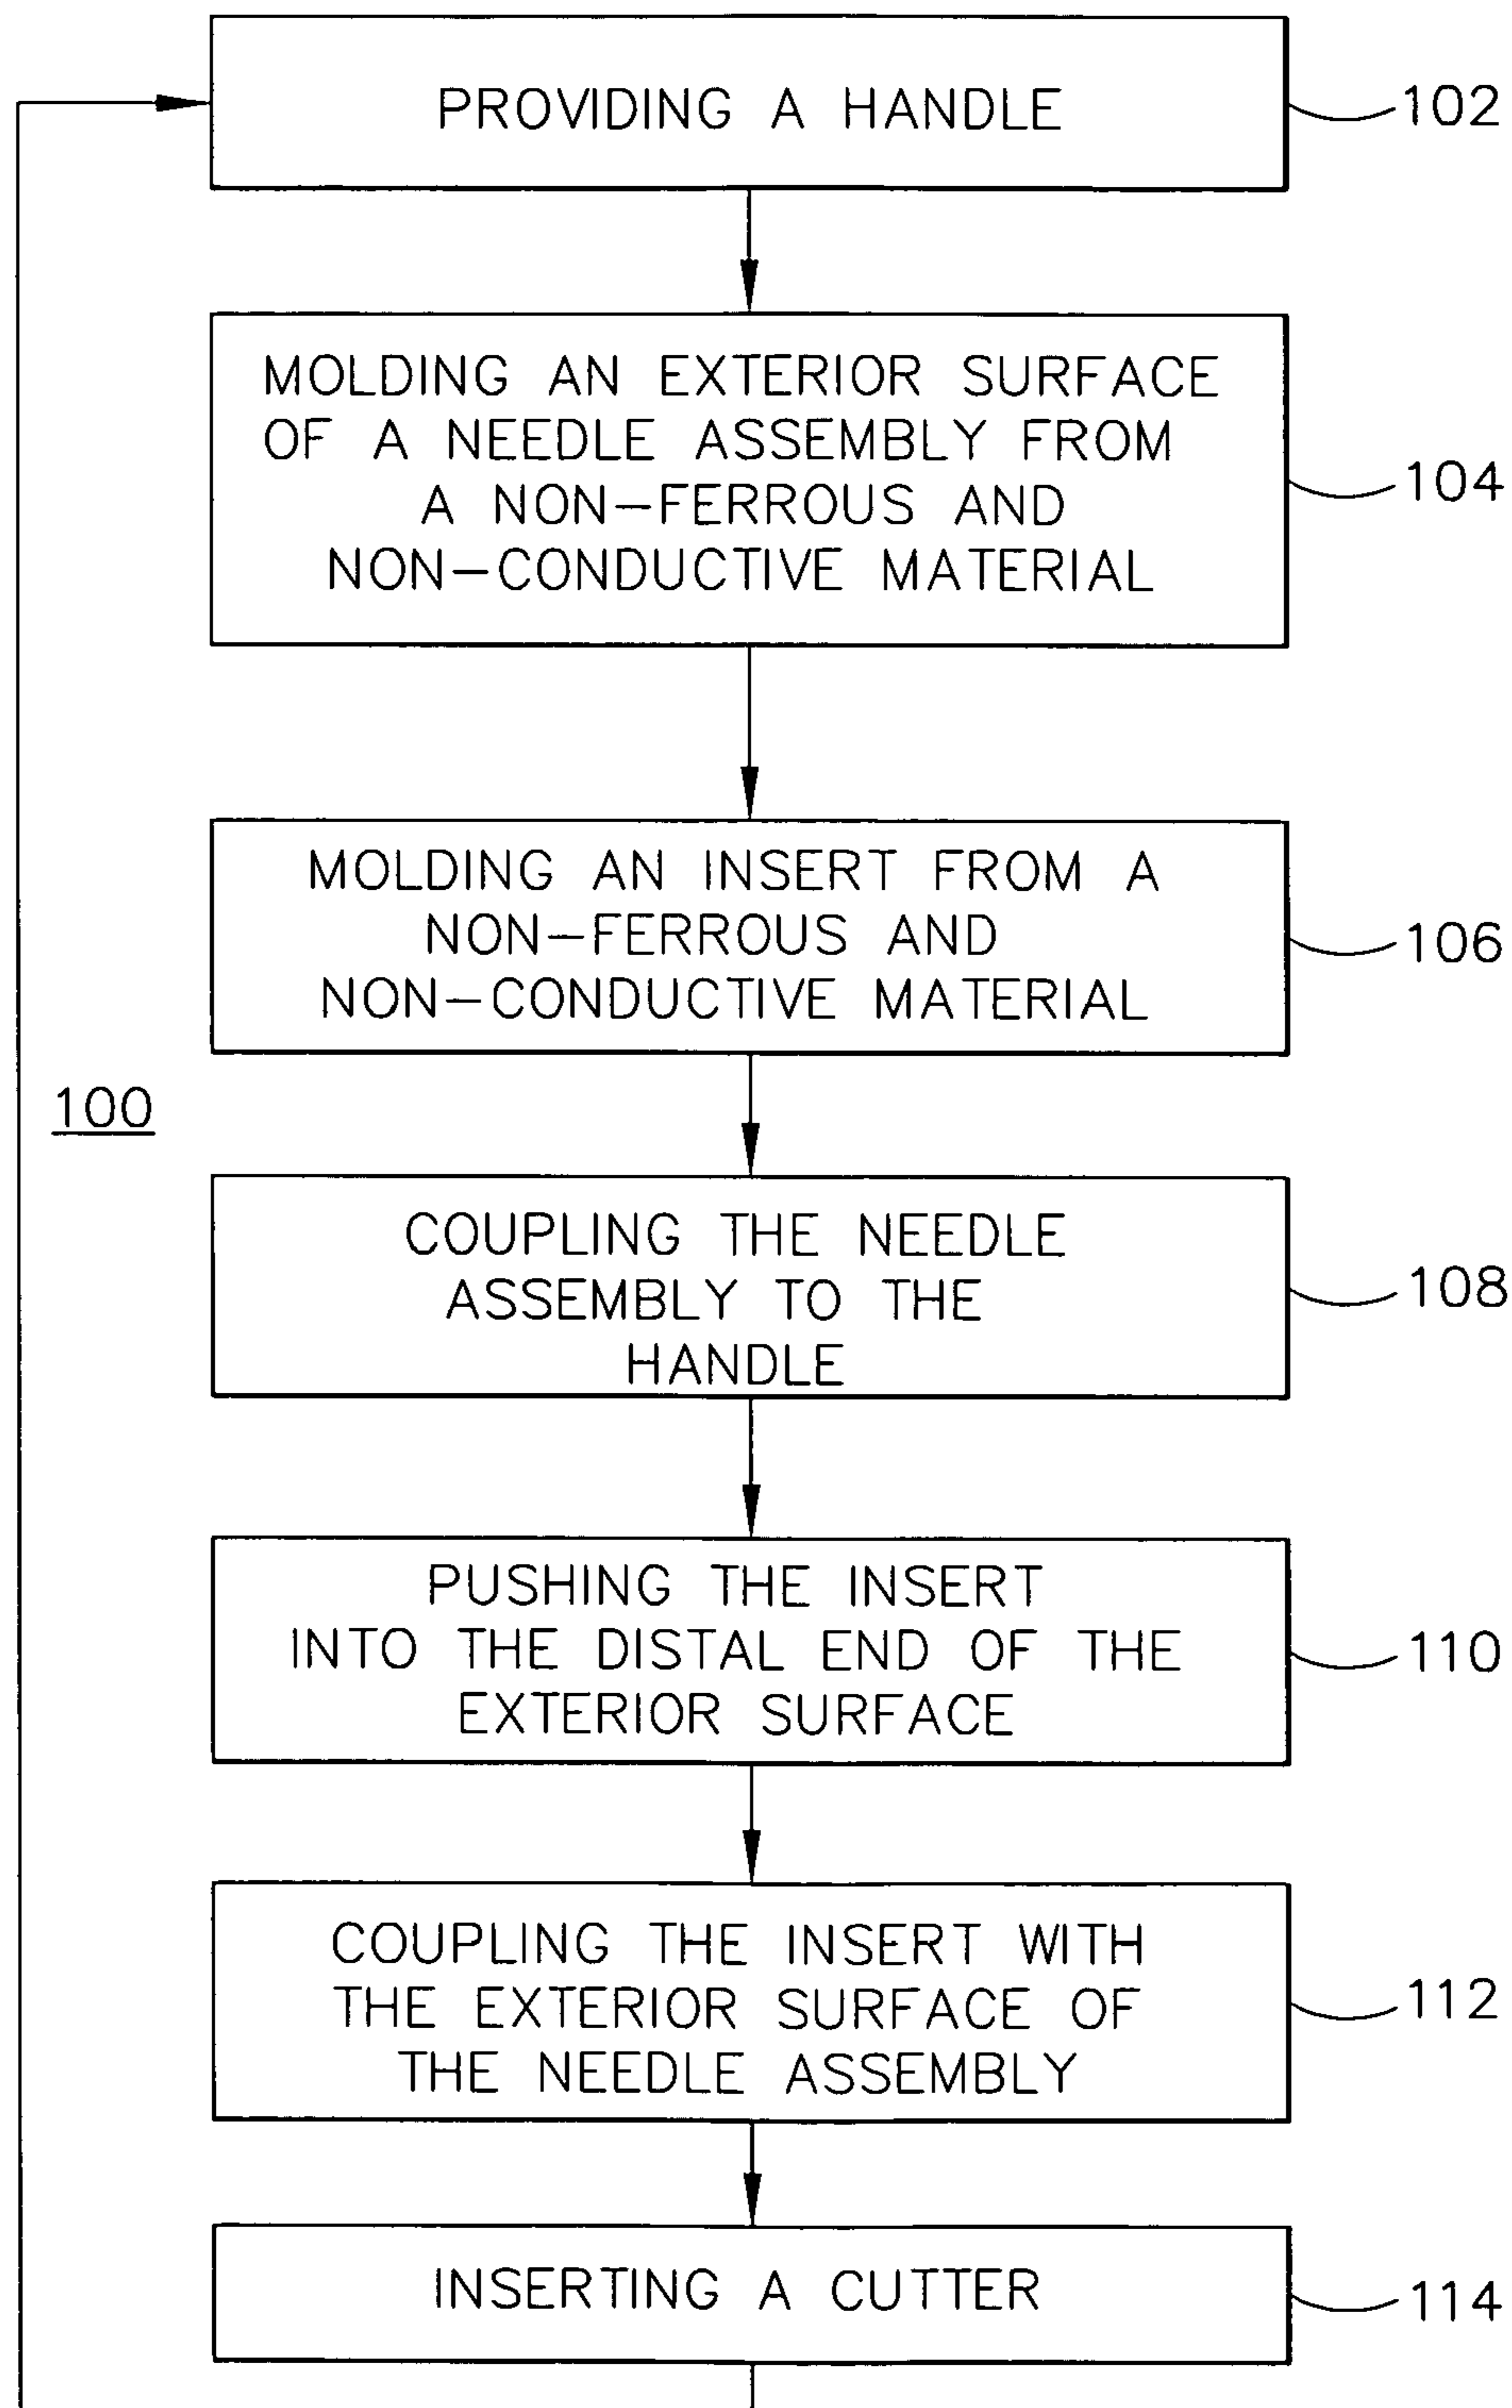 PROVIDING A HANDLE
102
MOLDING AN EXTERIOR SURFACE
OF A NEEDLE ASSEMBLY FROM
A NON-FERROUS AND
NON-CONDUCTIVE MATERIAL
104
MOLDING AN INSERT FROM A
NON-FERROUS AND
NON-CONDUCTIVE MATERIAL
106
100
COUPLING THE NEEDLE
ASSEMBLY TO THE
HANDLE
108
PUSHING THE INSERT
INTO THE DISTAL END OF THE
EXTERIOR SURFACE
110
COUPLING THE INSERT WITH
THE EXTERIOR SURFACE OF
THE NEEDLE ASSEMBLY
112
INSERTING A CUTTER
114